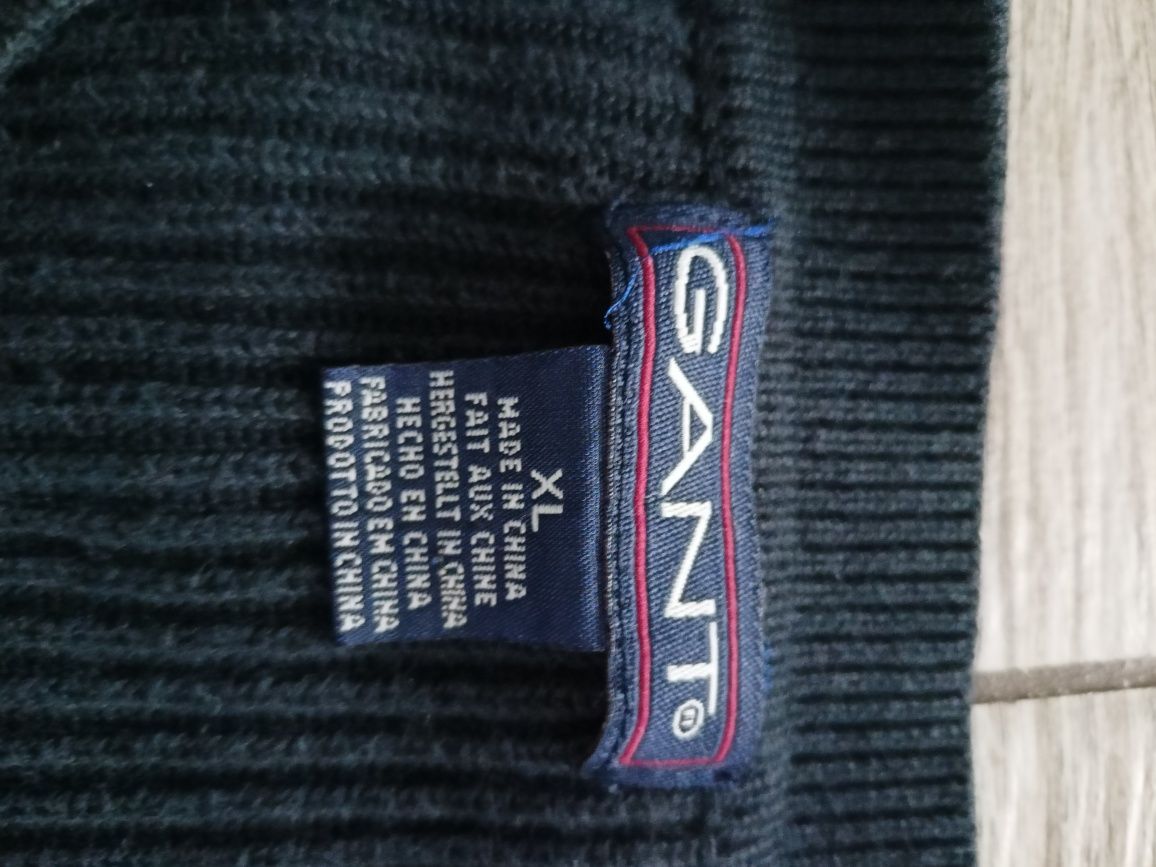 GANT®
XL
MADE IN CHINA
FAIT AUX CHINE
HERGESTELLT IN CHINA
HECHO EN CHINA
FABRICADO EM CHINA
PRODOTTO IN CHINA